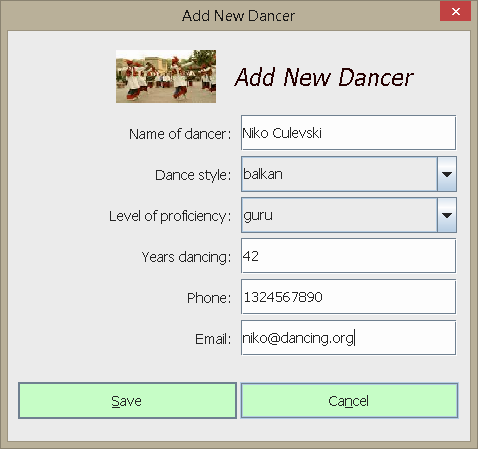 Add New Dancer
Add New Dancer
Name of dancer: Niko Culevski
Dance style: balkan
Level of proficiency: guru
Years dancing: 42
Phone: 1324567890
Email: niko@dancing.org
Save Cancel